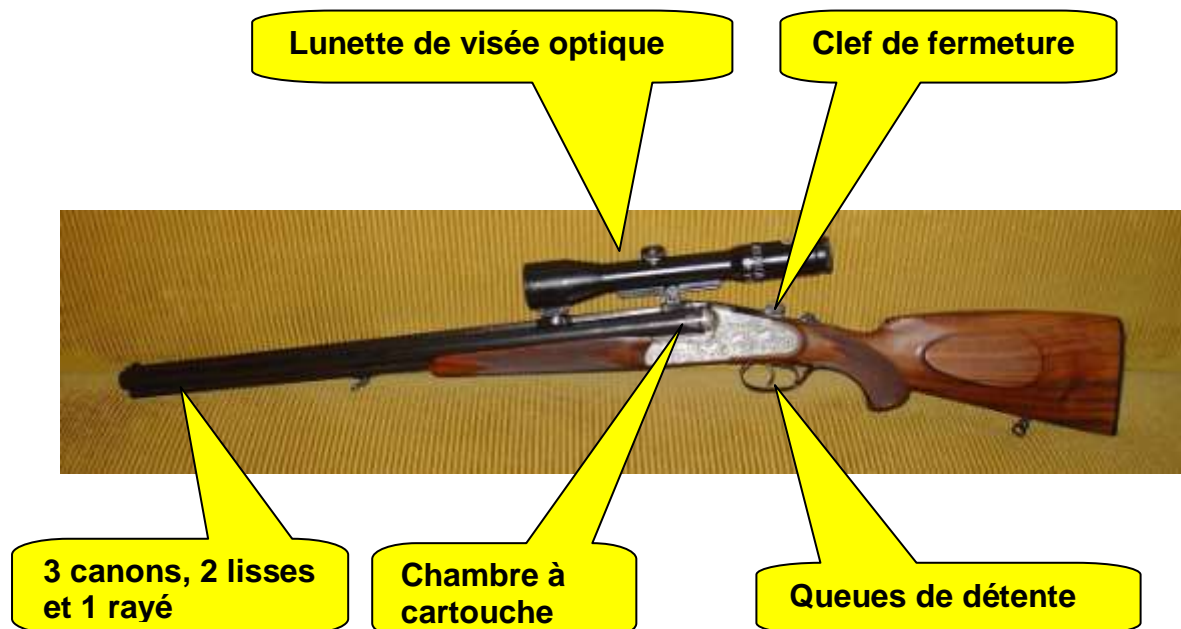 Lunette de visée optique
Clef de fermeture
3 canons, 2 lisses
et 1 rayé
Chambre à
cartouche
Queues de détente